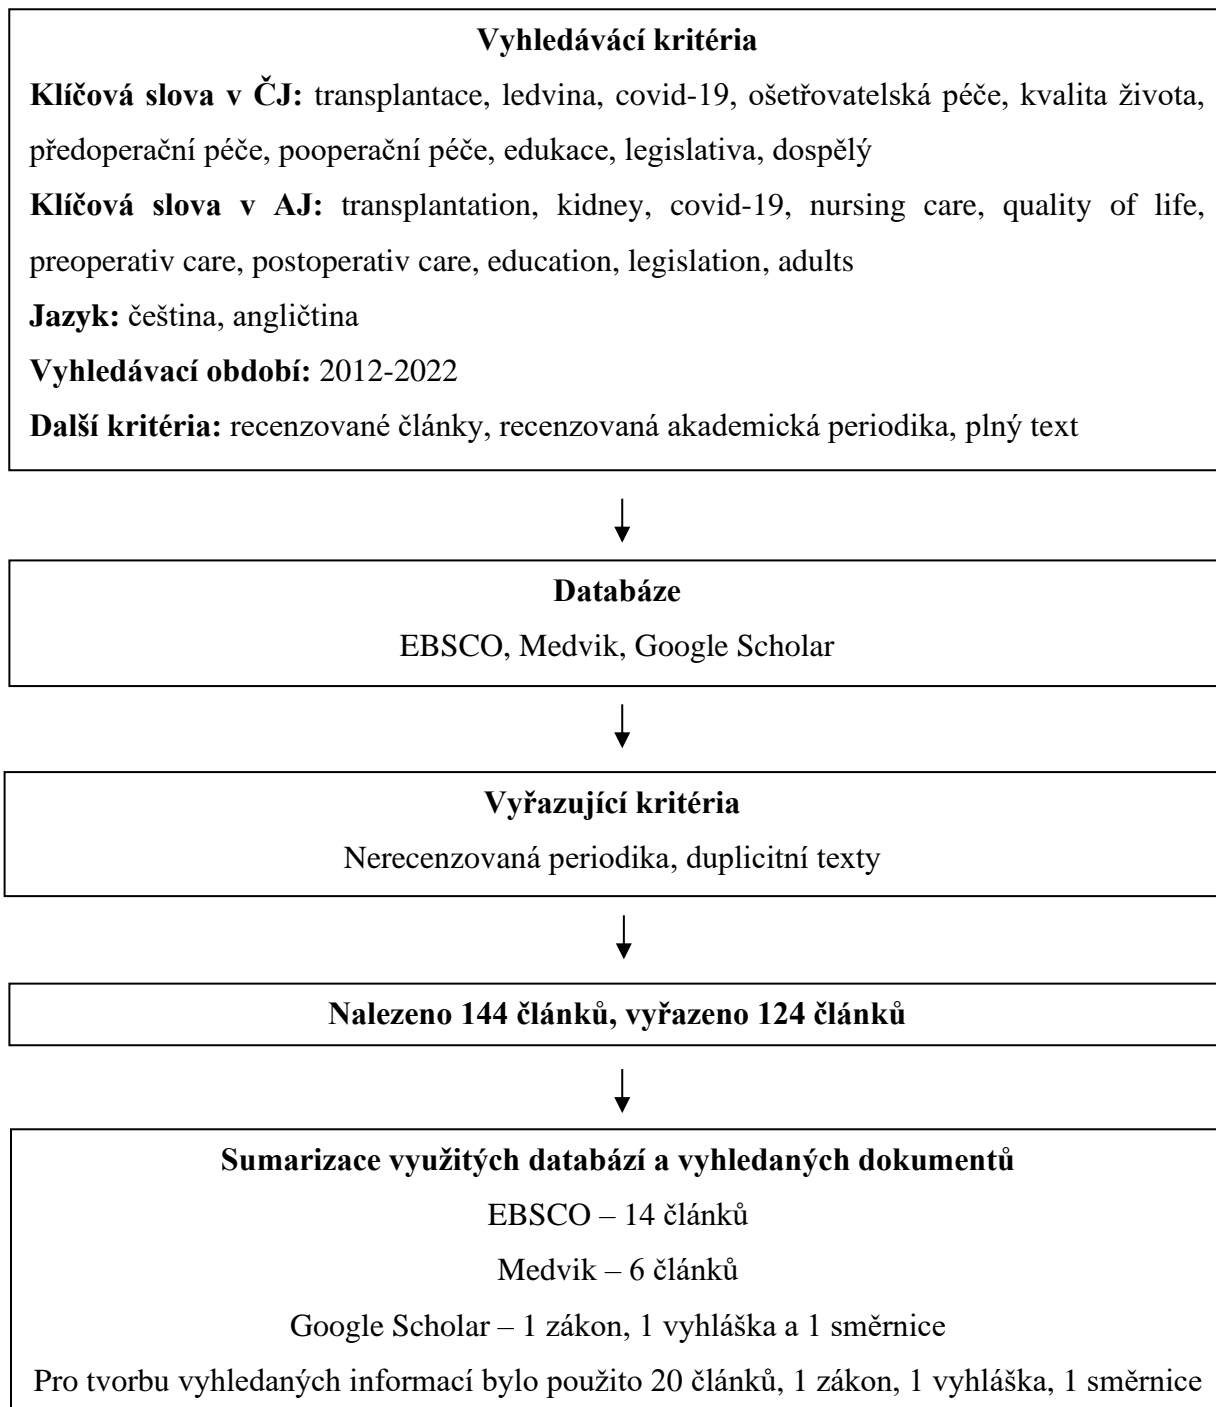 Vyhledávácí kritéria
Klíčová slova v ČJ: transplantace, ledvina, covid-19, ošetřovatelská péče, kvalita života,
předoperační péče, pooperační péče, edukace, legislativa, dospělý
Klíčová slova v AJ: transplantation, kidney, covid-19, nursing care, quality of life,
preoperativ care, postoperativ care, education, legislation, adults
Jazyk: čeština, angličtina
Vyhledávací období: 2012-2022
Další kritéria: recenzované články, recenzovaná akademická periodika, plný text
Databáze
EBSCO, Medvik, Google Scholar
Vyřazující kritéria
Nerecenzovaná periodika, duplicitní texty
Nalezeno 144 článků, vyřazeno 124 článků
Sumarizace využitých databází a vyhledaných dokumentů
EBSCO – 14 článků
Medvik – 6 článků
Google Scholar – 1 zákon, 1 vyhláška a 1 směrnice
Pro tvorbu vyhledaných informací bylo použito 20 článků, 1 zákon, 1 vyhláška, 1 směrnice